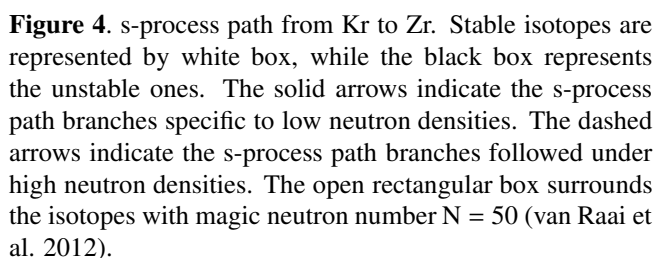 Figure 4. s-process path from Kr to Zr. Stable isotopes are
represented by white box, while the black box represents
the unstable ones. The solid arrows indicate the s-process
path branches specific to low neutron densities. The dashed
arrows indicate the s-process path branches followed under
high neutron densities. The open rectangular box surrounds
the isotopes with magic neutron number N = 50 (van Raai et
al. 2012).